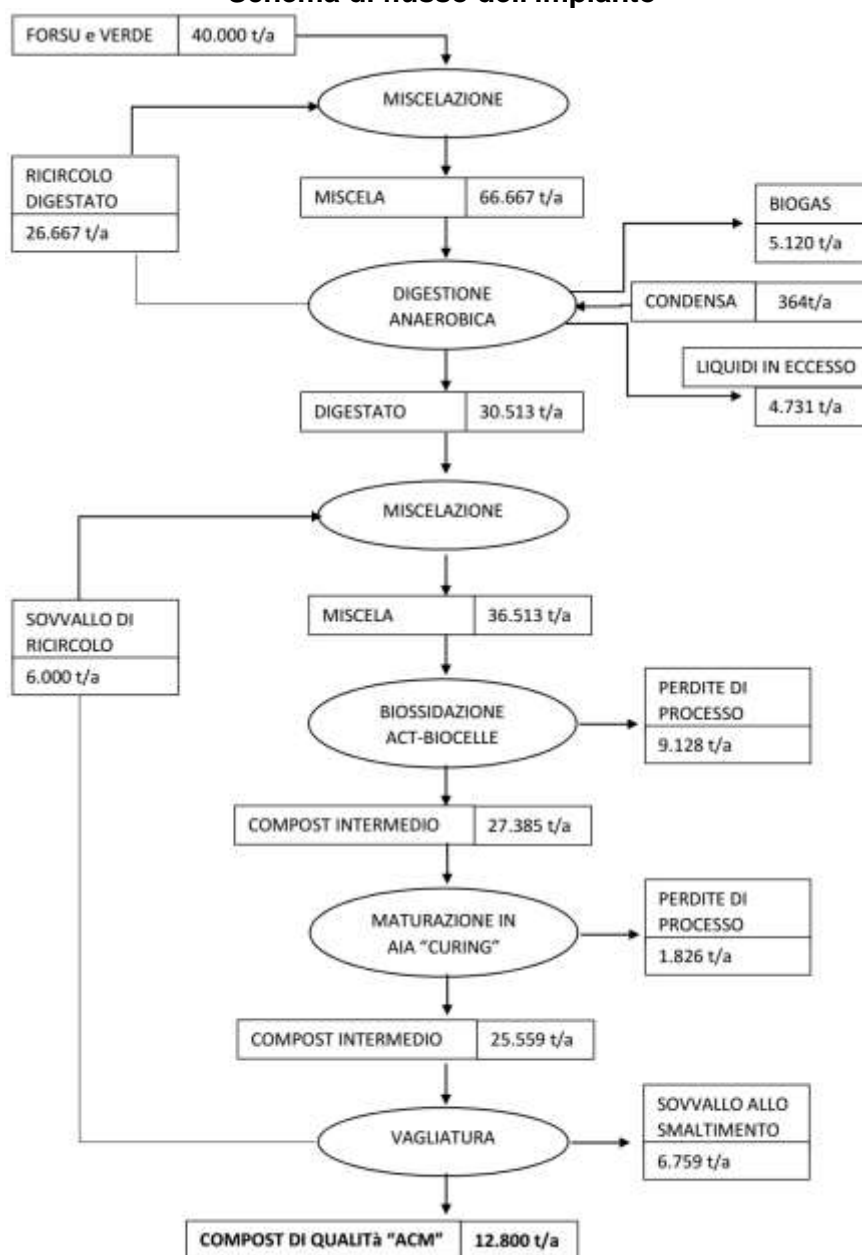 Schema di flusso dell'impianto
FORSU e VERDE 40.000 t/a
MISCELAZIONE
RICIRCOLO
DIGESTATO
26.667 t/a
MISCELA 66.667 t/a
BIOGAS
5.120 t/a
DIGESTIONE
ANAEROBICA
CONDENSA 364t/a
LIQUIDI IN ECCESSO
4.731 t/a
DIGESTATO 30.513 t/a
MISCELAZIONE
SOVVALLO DI
RICIRCOLO
6.000 t/a
MISCELA 36.513 t/a
BIOSSIDAZIONE
ACT-BIOCELLE
PERDITE DI
PROCESSO
9.128 t/a
COMPOST INTERMEDIO 27.385 t/a
MATURAZIONE IN
AIA “CURING”
PERDITE DI
PROCESSO
1.826 t/a
COMPOST INTERMEDIO 25.559 t/a
VAGLIATURA
SOVVALLO ALLO
SMALTIMENTO
6.759 t/a
COMPOST DI QUALITà “ACM” 12.800 t/a